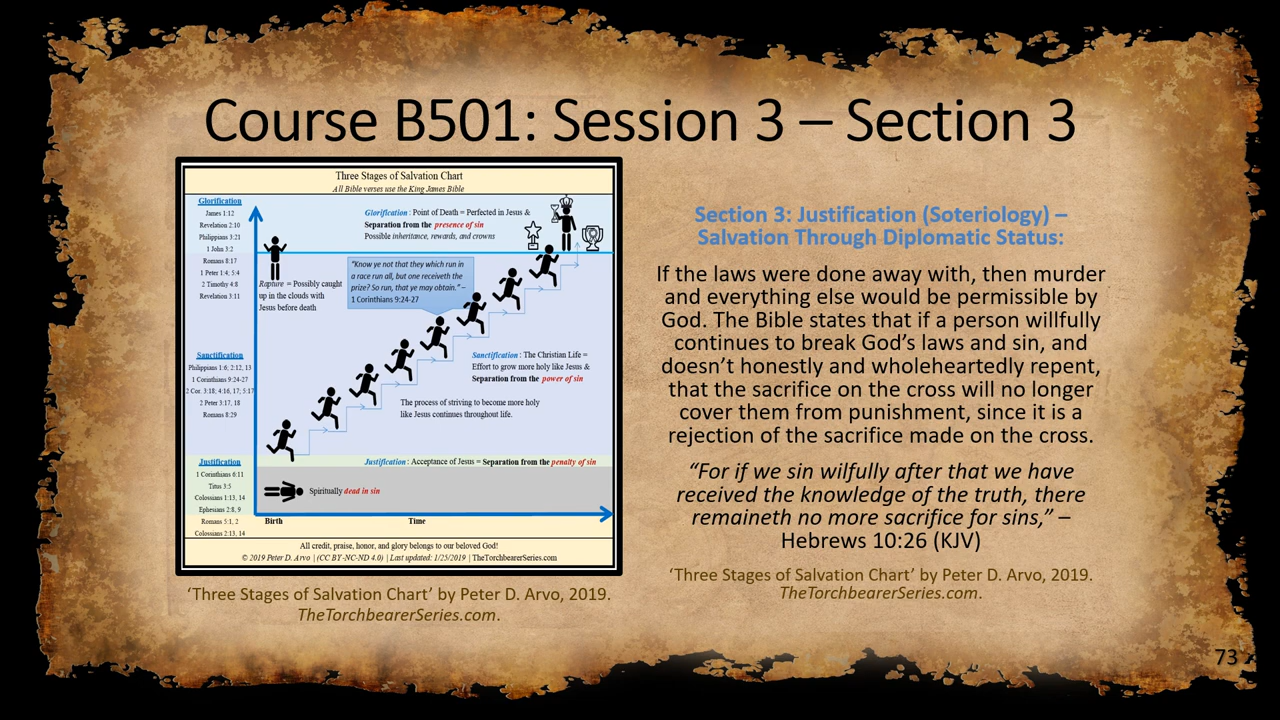 Course B501: Session 3 – Section 3
Three Stages of Salvation Chart
All Bible verses use the King James Bible
Glorification
James 1:12
Revelation 2:10
Philippians 3:21
1 John 3:2
Romans 8:17
1 Peter 1:4; 5:4
2 Timothy 4:8
Revelation 3:11
Sanctification
Philippians 1:6; 2:12, 13
1 Corinthians 9:24-27
2 Cor. 3:18; 4:16, 17; 5:17
2 Peter 3:17, 18
Romans 8:29
Justification
1 Corinthians 6:11
Titus 3:5
Colossians 1:13, 14
Ephesians 2:8, 9
Romans 5:1, 2
Colossians 2:13, 14
Glorification: Point of Death = Perfected in Jesus &
Separation from the presence of sin
Possible inheritance, rewards, and crowns
Rapture = Possibly caught
up in the clouds with
Jesus before death
"Know ye not that they which run in
a race run all, but one receiveth the
prize? So run, that ye may obtain." –
1 Corinthians 9:24-27
Sanctification: The Christian Life =
Effort to grow more holy like Jesus &
Separation from the power of sin
The process of striving to become more holy
like Jesus continues throughout life.
Justification: Acceptance of Jesus = Separation from the penalty of sin
Spiritually dead in sin
Birth
Time
All credit, praise, honor, and glory belongs to our beloved God!
© 2019 Peter D. Arvo | (CC BY-NC-ND 4.0) | Last updated: 1/25/2019 | TheTorchbearerSeries.com
‘Three Stages of Salvation Chart’ by Peter D. Arvo, 2019.
TheTorchbearerSeries.com.
Section 3: Justification (Soteriology) –
Salvation Through Diplomatic Status:
If the laws were done away with, then murder
and everything else would be permissible by
God. The Bible states that if a person willfully
continues to break God’s laws and sin, and
doesn’t honestly and wholeheartedly repent,
that the sacrifice on the cross will no longer
cover them from punishment, since it is a
rejection of the sacrifice made on the cross.
“For if we sin wilfully after that we have
received the knowledge of the truth, there
remaineth no more sacrifice for sins,” –
Hebrews 10:26 (KJV)
‘Three Stages of Salvation Chart’ by Peter D. Arvo, 2019.
TheTorchbearerSeries.com.
73